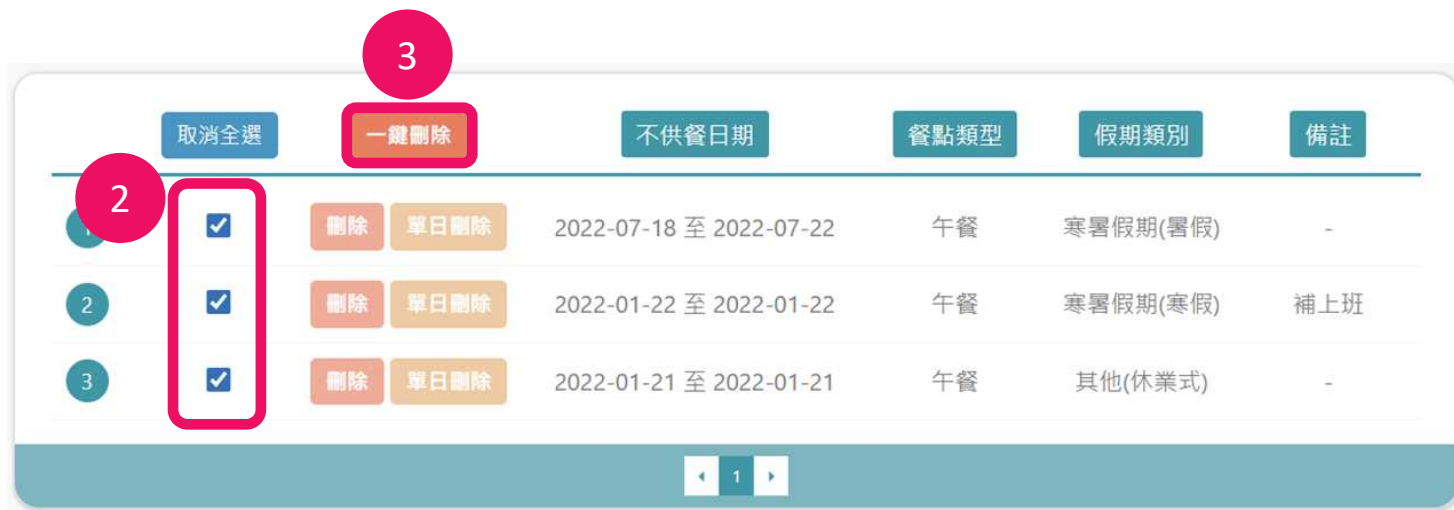 3
取消全選 一鍵刪除 不供餐日期 餐點類型 假期類別 備註
2
1 刪除 單日刪除 2022-07-18 至 2022-07-22 午餐 寒暑假期(暑假) -
2 刪除 單日刪除 2022-01-22 至 2022-01-22 午餐 寒暑假期(寒假) 補上班
3 刪除 單日刪除 2022-01-21 至 2022-01-21 午餐 其他(休業式) -
1